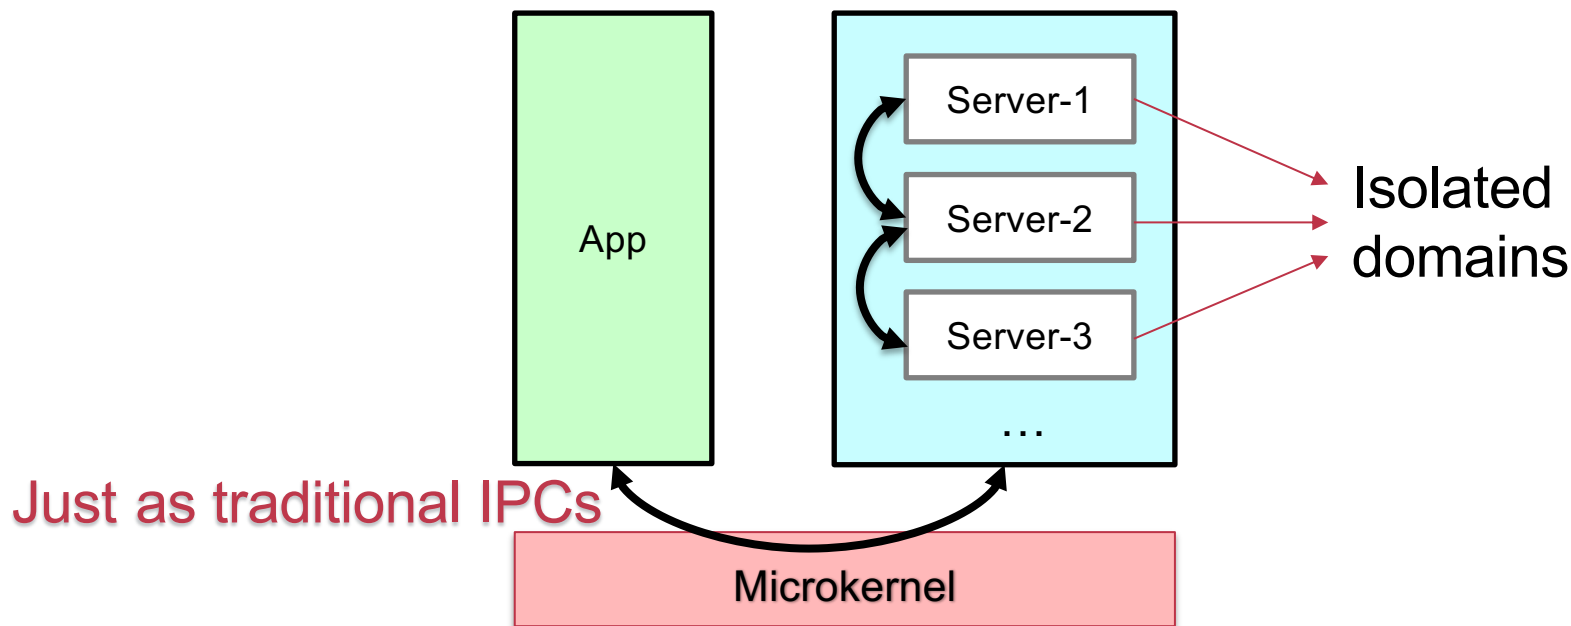 App
Server-1
Server-2
Server-3
…
Isolated
domains
Just as traditional IPCs
Microkernel